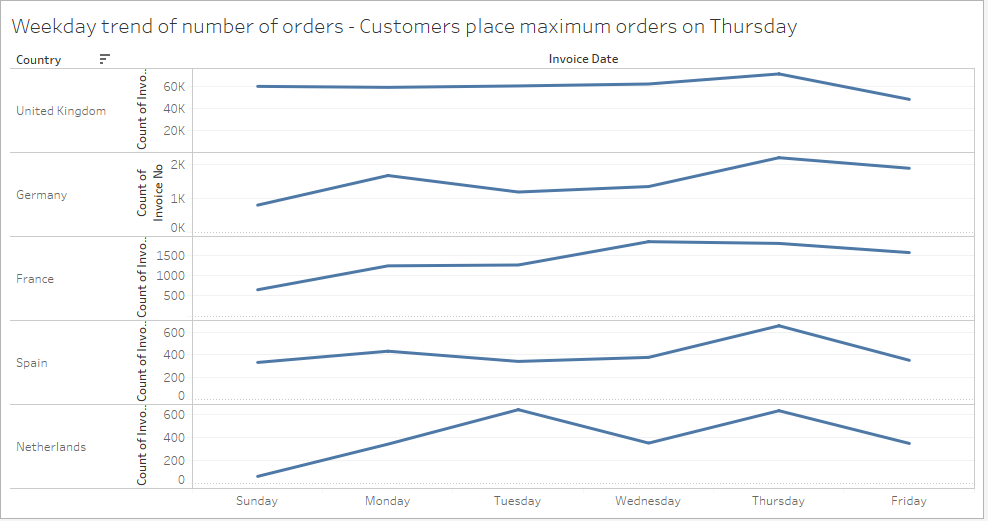 Weekday trend of number of orders - Customers place maximum orders on Thursday
Country
Invoice Date
United Kingdom
Count of Invo..
60K
40K
20K
Germany
Count of
Invoice No
2K
1K
0K
France
Count of Invo..
1500
1000
500
Spain
Count of Invo..
600
400
200
0
Netherlands
Count of Invo..
600
400
200
0
Sunday Monday Tuesday Wednesday Thursday Friday